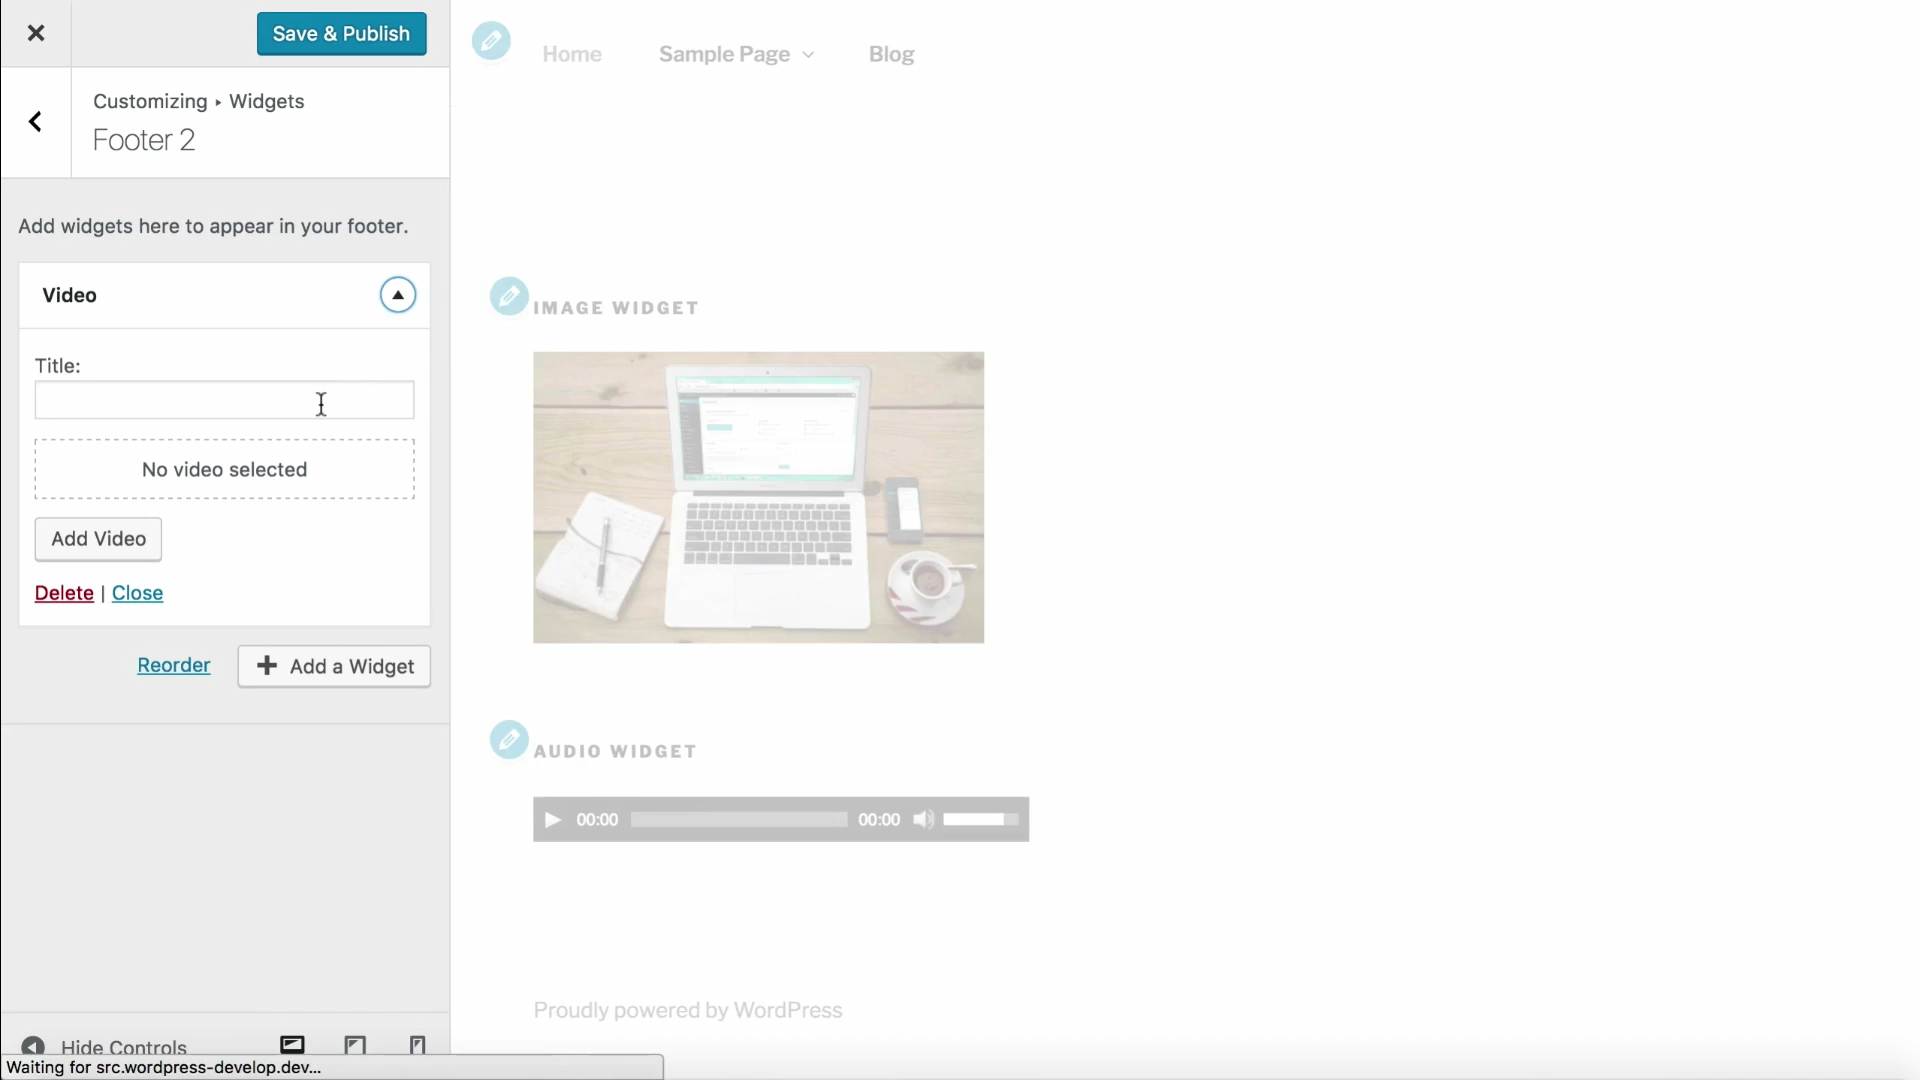 Save & Publish
Customizing ▸ Widgets
Footer 2
Add widgets here to appear in your footer.
Video
Title:
No video selected
Add Video
Delete | Close
Reorder
Add a Widget
Hide Controls
Waiting for src.wordpress-develop.dev...
Home
Sample Page
Blog
IMAGE WIDGET
AUDIO WIDGET
00:00
00:00
Proudly powered by WordPress